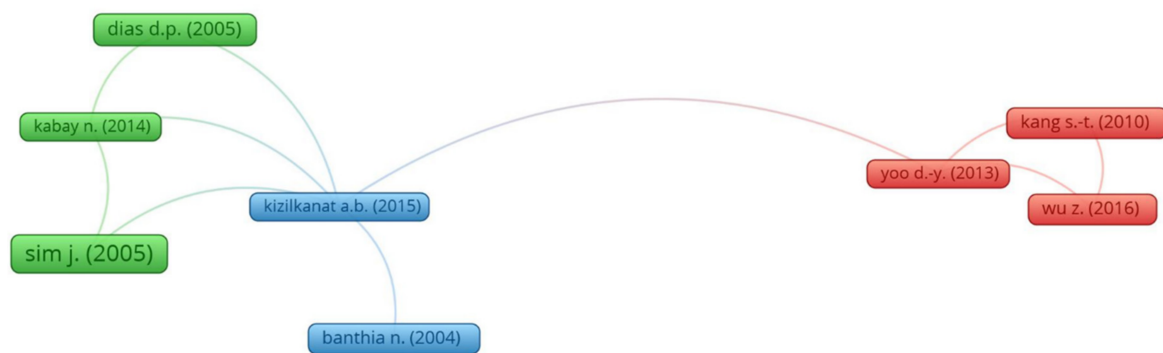 dias d.p. (2005)
kabay n. (2014)
kang s.-t. (2010)
yoo d.-y. (2013)
kizilkanat a.b. (2015)
wu z. (2016)
sim j. (2005)
banthia n. (2004)